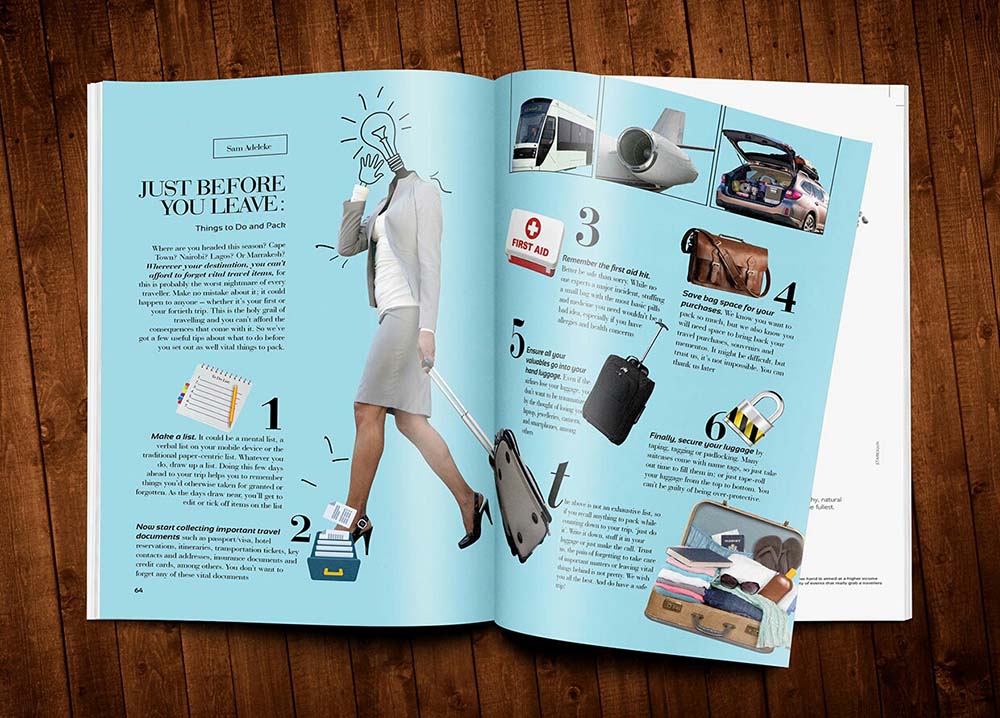 Sam Adeleke
JUST BEFORE
YOU LEAVE:
Things to Do and Pack
Where are you headed this season? Cape
Town? Nairobi? Lagos? Or Marrakesh?
Wherever your destination, you can't
afford to forget vital travel items, for
this is probably the worst nightmare of every
traveller. Make no mistake about it; it could
happen to anyone – whether it's your first or
your fortieth trip. This is the holy grail of
travelling and you can't afford the
consequences that come with it. So we've
got a few useful tips about what to do before
you set out as well vital things to pack.
To Do List
1
Make a list. It could be a mental list, a
verbal list on your mobile device or the
traditional paper-centric list. Whatever you
do, draw up a list. Doing this few days
ahead to your trip helps you to remember
things you'd otherwise taken for granted or
forgotten. As the days draw near, you'll get to
edit or tick off items on the list
2
Now start collecting important travel
documents such as passport/visa, hotel
reservations, itineraries, transportation tickets, key
contacts and addresses, insurance documents and
credit cards, among others. You don't want to
forget any of these vital documents
64
FIRST AID
3
Remember the first aid kit.
Better be safe than sorry. While no
one expects a major incident, stuffing
a small bag with the most basic pills
and medicine you need wouldn't be a
bad idea, especially if you have
allergies and health concerns
4
Save bag space for your
purchases. We know you want to
pack so much, but we also know you
will need space to bring back your
travel purchases, souvenirs and
mementos. It might be difficult, but
trust us, it's not impossible. You can
thank us later
5
Ensure all your
valuables go into your
hand luggage. Even if the
airlines lose your luggage, you
don't want to be traumatized
by the thought of losing your
laptop, jewelleries, camera,
and smartphones, among
others
6
Finally, secure your luggage by
taping, tagging or padlocking. Many
suitcases come with name tags, so just take
out time to fill them in; or just tape-roll
your luggage from the top to bottom. You
can't be guilty of being over-protective.
the above is not an exhaustive list, so
if you recall anything to pack while
counting down to your trip, 'just do
it'. Write it down, stuff it in your
luggage or just make the call. Trust
us, the pain of forgetting to take care
of important matters or leaving vital
things behind is not pretty. We wish
you all the best. And do have a safe
trip!
hy, natural
e fullest.
ee hand is aimed at a higher income
ty of events that really grab a travellers